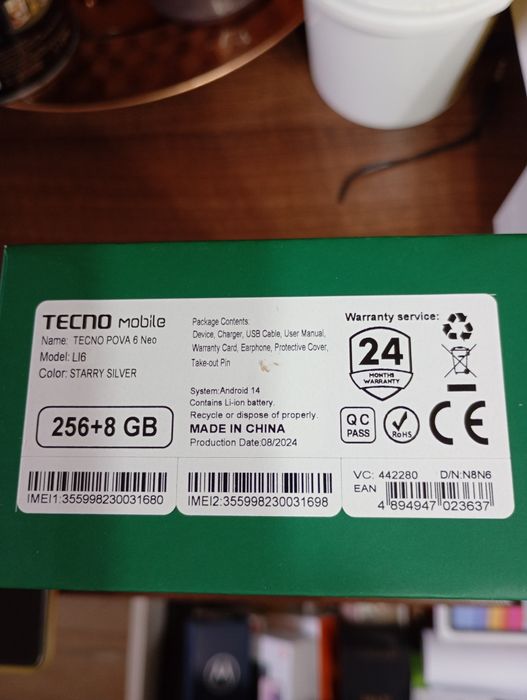 TECNO mobile
Name: TECNO POVA 6 Neo
Model: LI6
Color: STARRY SILVER
256+8 GB
Package Contents:
Device, Charger, USB Cable, User Manual,
Warranty Card, Earphone, Protective Cover,
Take-out Pin
System:Android 14
Contains Li-ion battery.
Recycle or dispose of properly.
MADE IN CHINA
Production Date:08/2024
Warranty service:
24
MONTHS
WARRANTY
QC
PASS
RoHS
CE
IMEI1:355998230031680
IMEI2:355998230031698
VC: 442280 D/N:N8N6
EAN
4 894947 023637